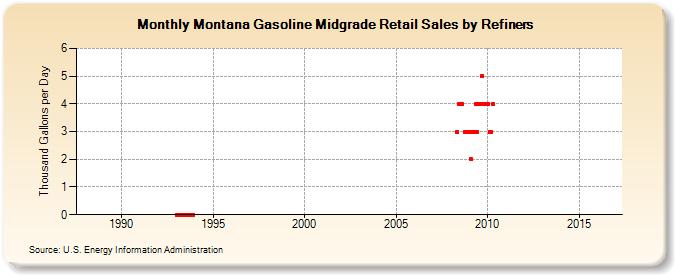 Monthly Montana Gasoline Midgrade Retail Sales by Refiners
Thousand Gallons per Day
6
5
4
3
2
1
0
1990 1995 2000 2005 2010 2015
Source: U.S. Energy Information Administration